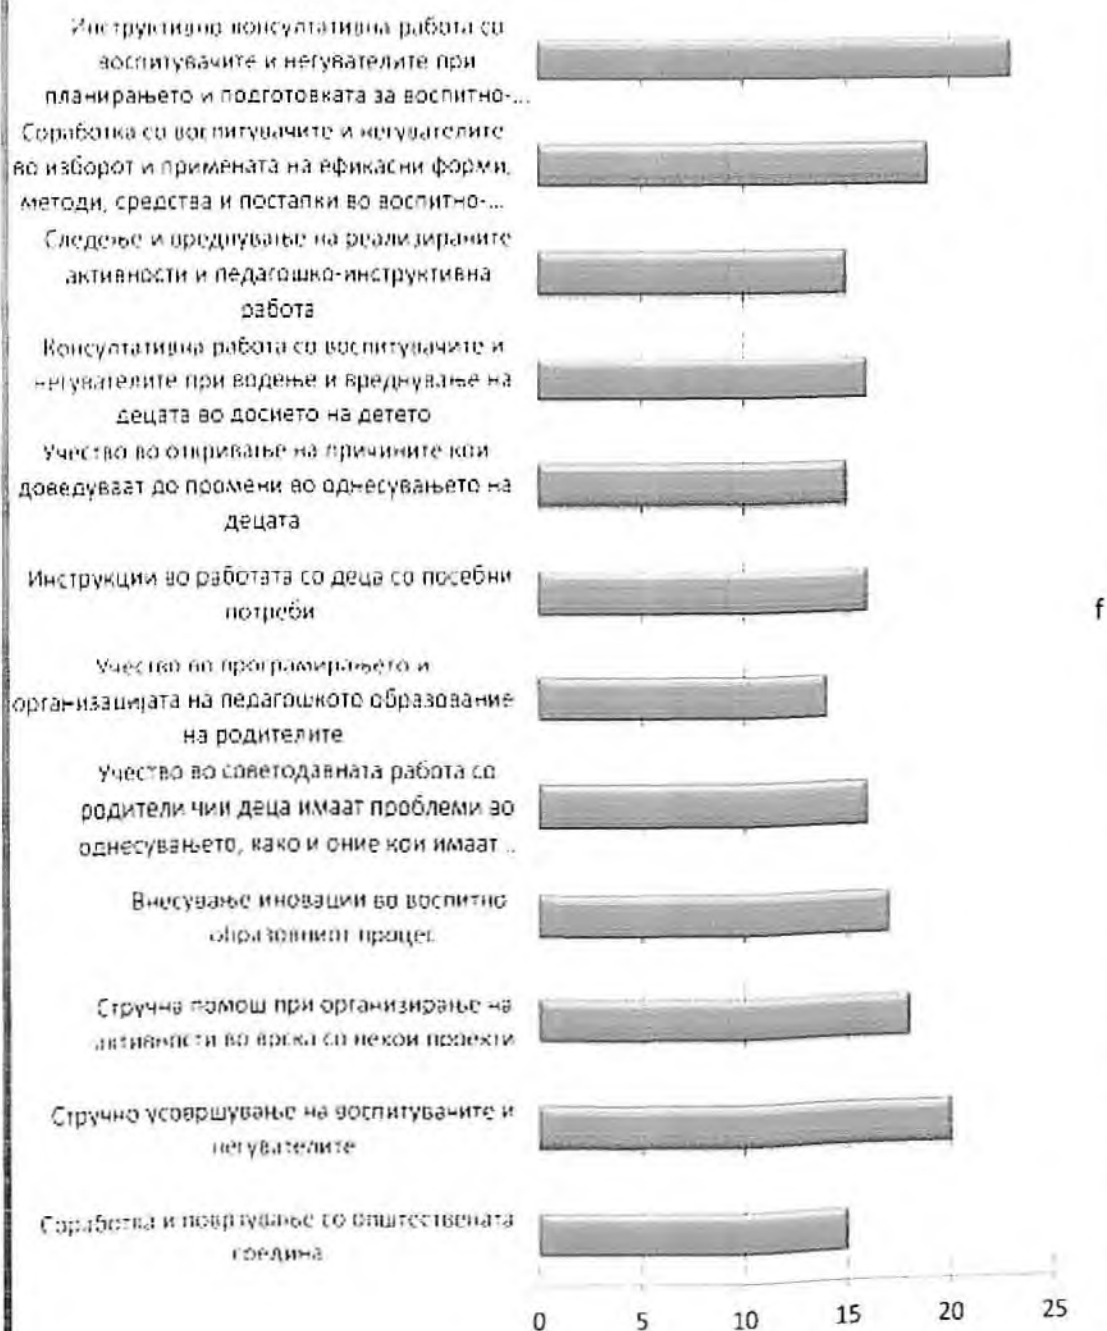 Инструктивно консултативна работа со
воспитувачите и негувателите при
планирањето и подготовката за воспитно-...
Соработка со воспитувачите и негувателите
во изборот и примената на ефикасни форми,
методи, средства и постапки во воспитно-...
Следење и вреднување на реализираните
активности и педагошко-инструктивна
работа
Консултативна работа со воспитувачите и
негувателите при водење и вреднување на
децата во досието на детето
Учество во откривање на причините кои
доведуваат до промени во однесувањето на
децата
Инструкции во работата со деца со посебни
потреби
f
Учество во програмирањето и
организацијата на педагошкото образование
на родителите
Учество во советодавната работа со
родители чии деца имаат проблеми во
однесувањето, како и оние кои имаат ...
Внесување иновации во воспитно
образовниот процес
Стручна помош при организирање на
активности во врска со некои проекти
Стручно усовршување на воспитувачите и
негувателите
Соработка и поврзување со општествената
средина
0 5 10 15 20 25